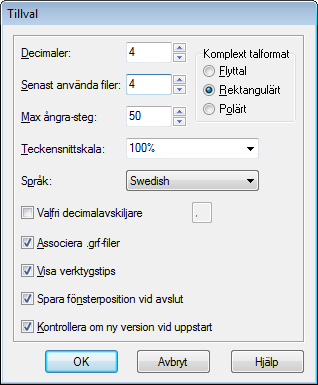 Tillval
Decimaler: 4
Senast använda filer: 4
Max ångra-steg: 50
Komplext talformat
Flyttal
Rektangulärt
Polärt
Teckensnittskala: 100%
Språk: Swedish
Valfri decimalavskiljare .
Associera .grf-filer
Visa verktygstips
Spara fönsterposition vid avslut
Kontrollera om ny version vid uppstart
OK Avbryt Hjälp